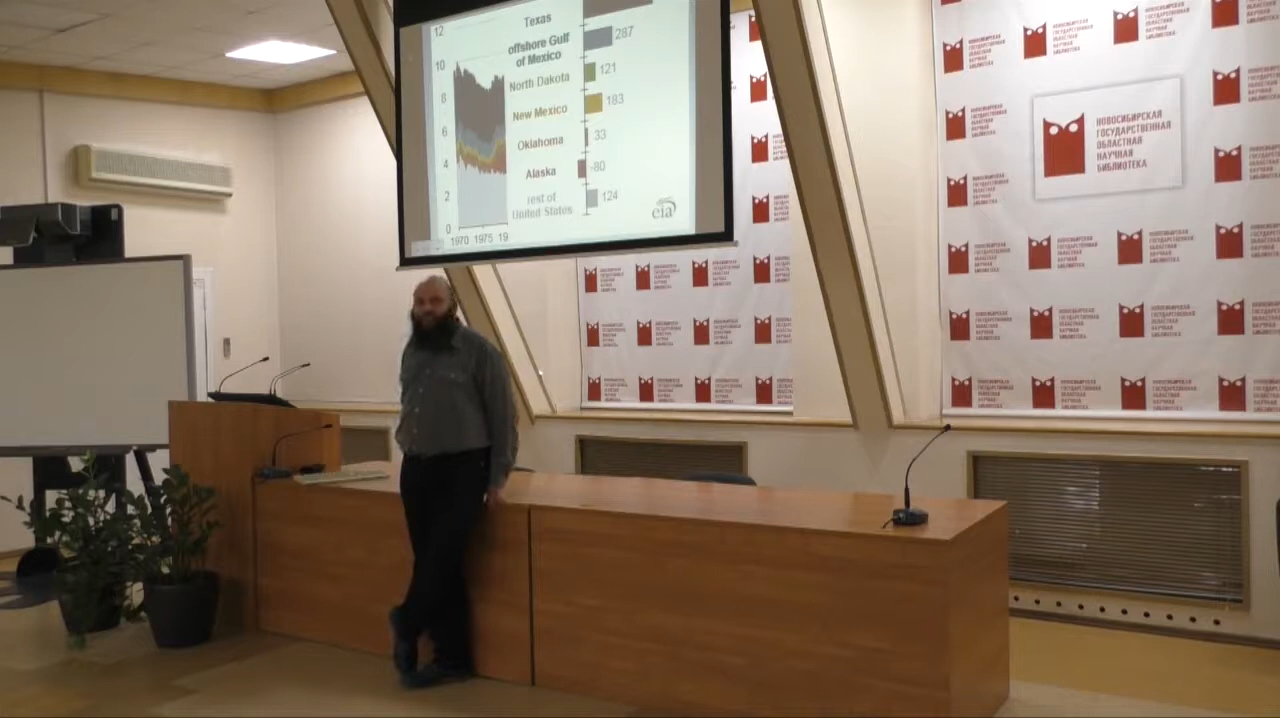 12
10
8
6
4
2
0
1970 1975 19
Texas
offshore Gulf
of Mexico
287
North Dakota
121
New Mexico
183
Oklahoma
33
Alaska
-80
rest of
United States
124
eia
НОВОСИБИРСКАЯ
ГОСУДАРСТВЕННАЯ
ОБЛАСТНАЯ
НАУЧНАЯ
БИБЛИОТЕКА